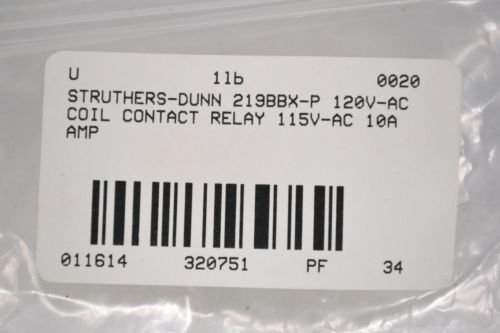 U 1lb 0020
STRUTHERS-DUNN 219BBX-P 120V-AC
COIL CONTACT RELAY 115V-AC 10A
AMP
011614 320751 PF 34